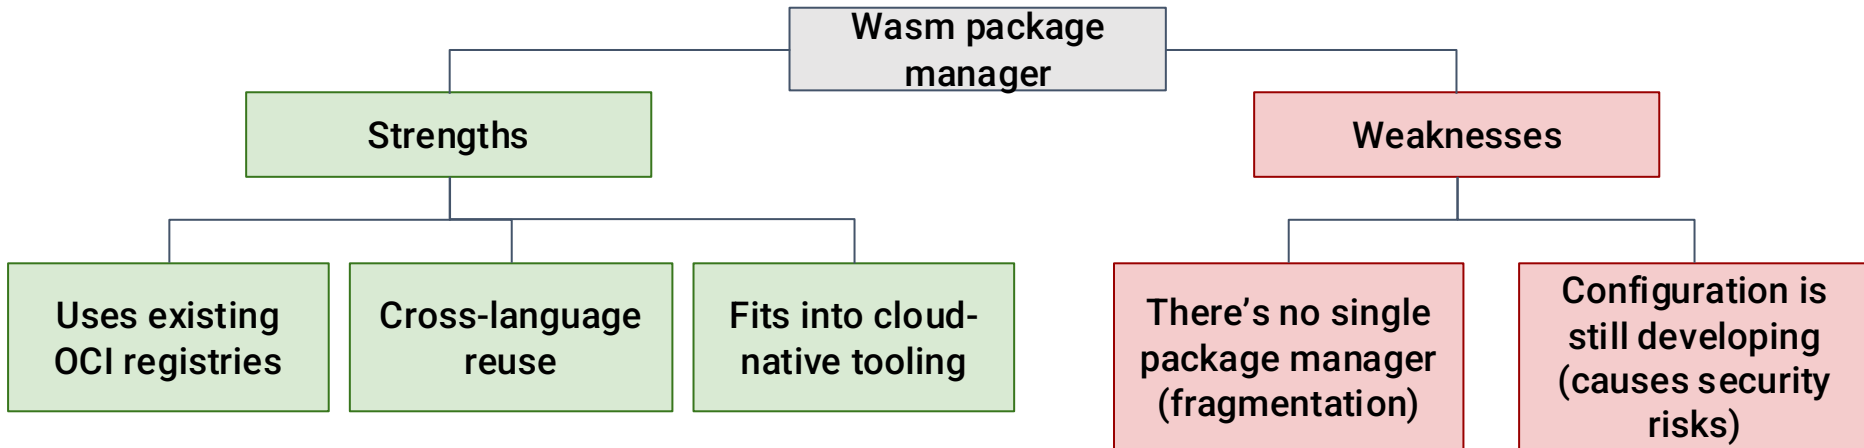 Wasm package
manager
Strengths
Weaknesses
Uses existing
OCI registries
Cross-language
reuse
Fits into cloud-
native tooling
There’s no single
package manager
(fragmentation)
Configuration is
still developing
(causes security
risks)